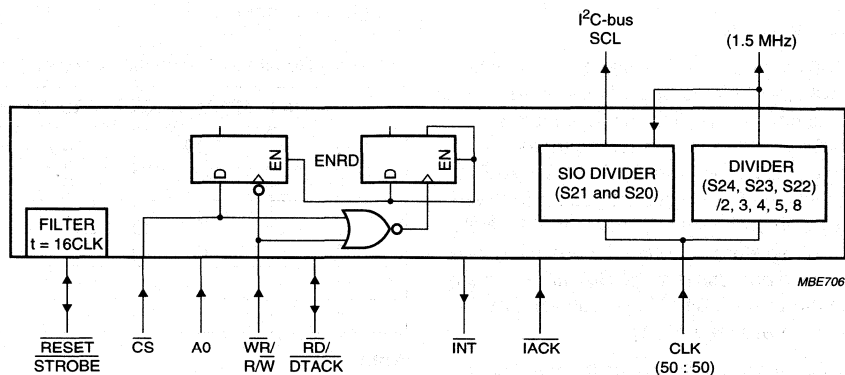 I²C-bus
SCL
(1.5 MHz)
ENRD
D
EN
D
EN
SIO DIVIDER
(S21 and S20)
DIVIDER
(S24, S23, S22)
/2, 3, 4, 5, 8
FILTER
t = 16CLK
MBE706
RESET
STROBE
CS
A0
WR/
R/W
RD/
DTACK
INT
IACK
CLK
(50 : 50)